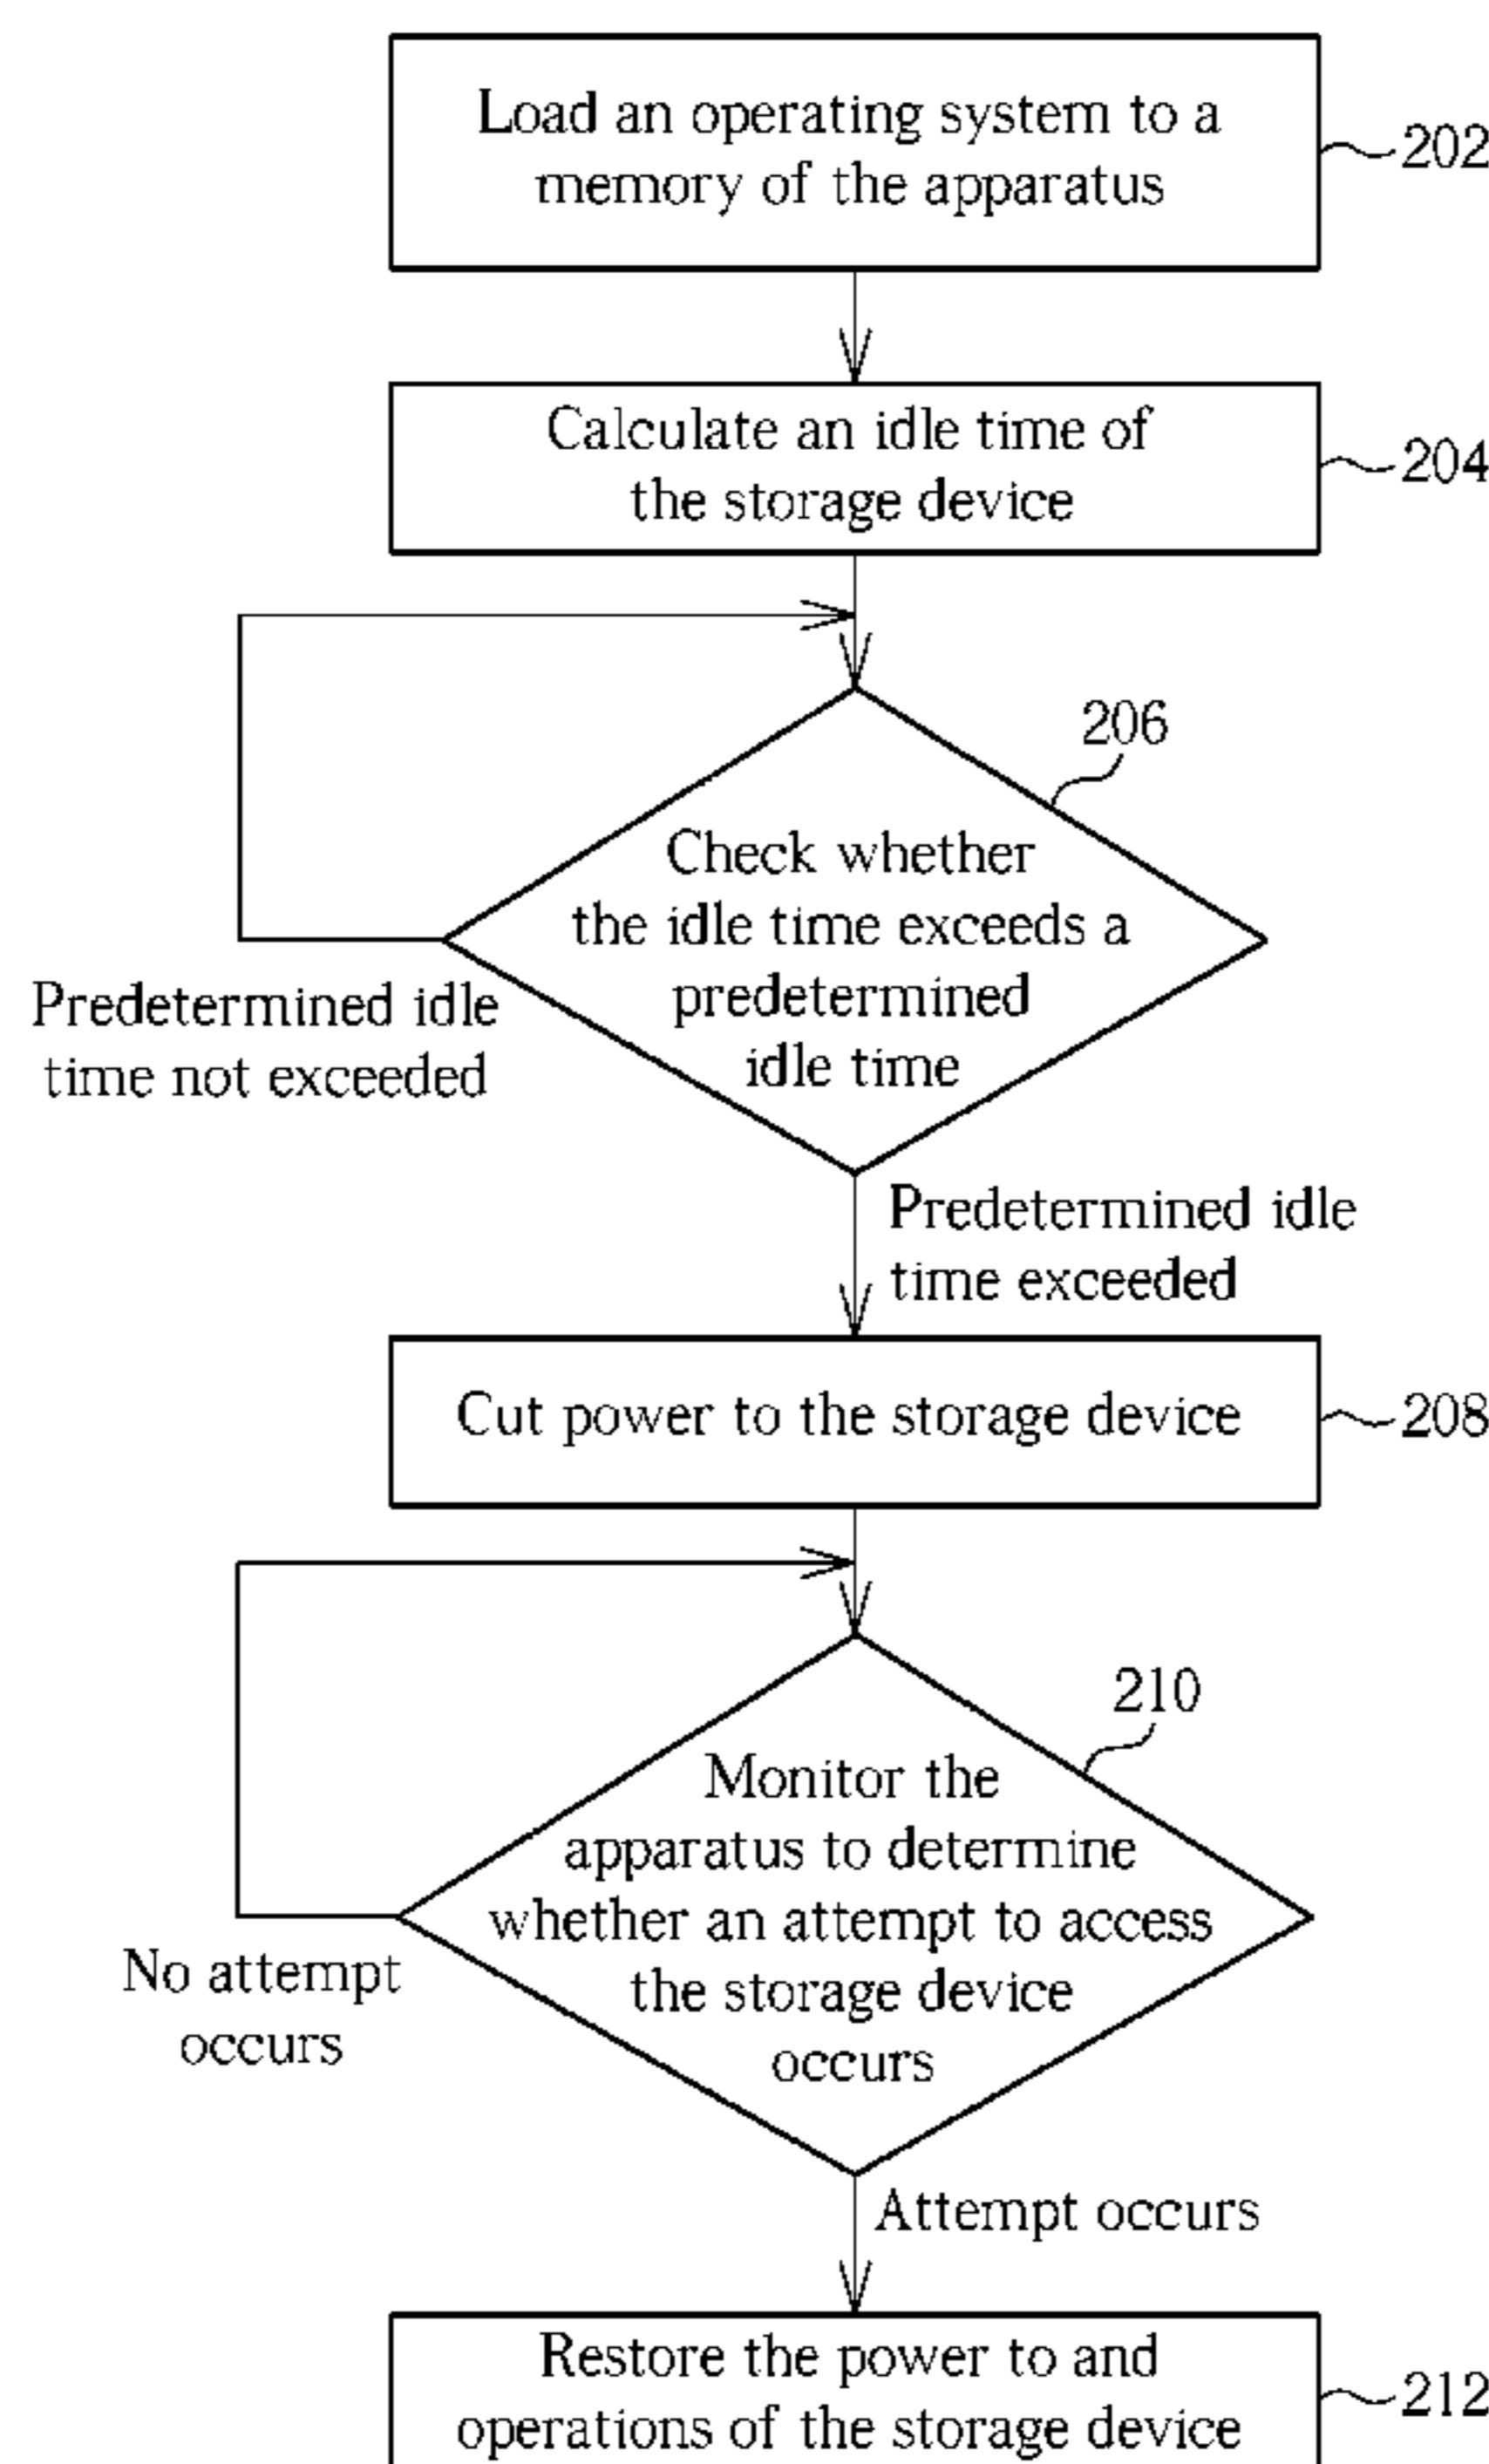 Load an operating system to a
memory of the apparatus
202
Calculate an idle time of
the storage device
204
206
Check whether
the idle time exceeds a
predetermined
idle time
Predetermined idle
time not exceeded
Predetermined idle
time exceeded
Cut power to the storage device
208
210
Monitor the
apparatus to determine
whether an attempt to access
the storage device
occurs
No attempt
occurs
Attempt occurs
Restore the power to and
operations of the storage device
212